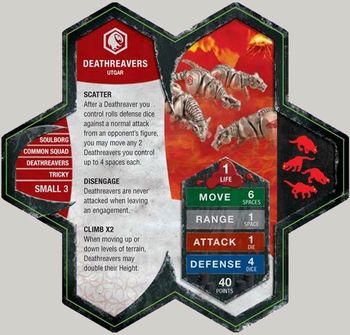 DEATHREAVERS
UTGAR
SCATTER
After a Deathreaver you
control rolls defense dice
against a normal attack
from an opponent's figure,
you may move any 2
Deathreavers you control
up to 4 spaces each.
DISENGAGE
Deathreavers are never
attacked when leaving
an engagement.
CLIMB X2
When moving up or
down levels of terrain,
Deathreavers may
double their Height.
SOULBORG
COMMON SQUAD
DEATHREAVERS
TRICKY
SMALL 3
1
LIFE
MOVE 6 SPACES
RANGE 1 SPACE
ATTACK 1 DIE
DEFENSE 4 DICE
40
POINTS